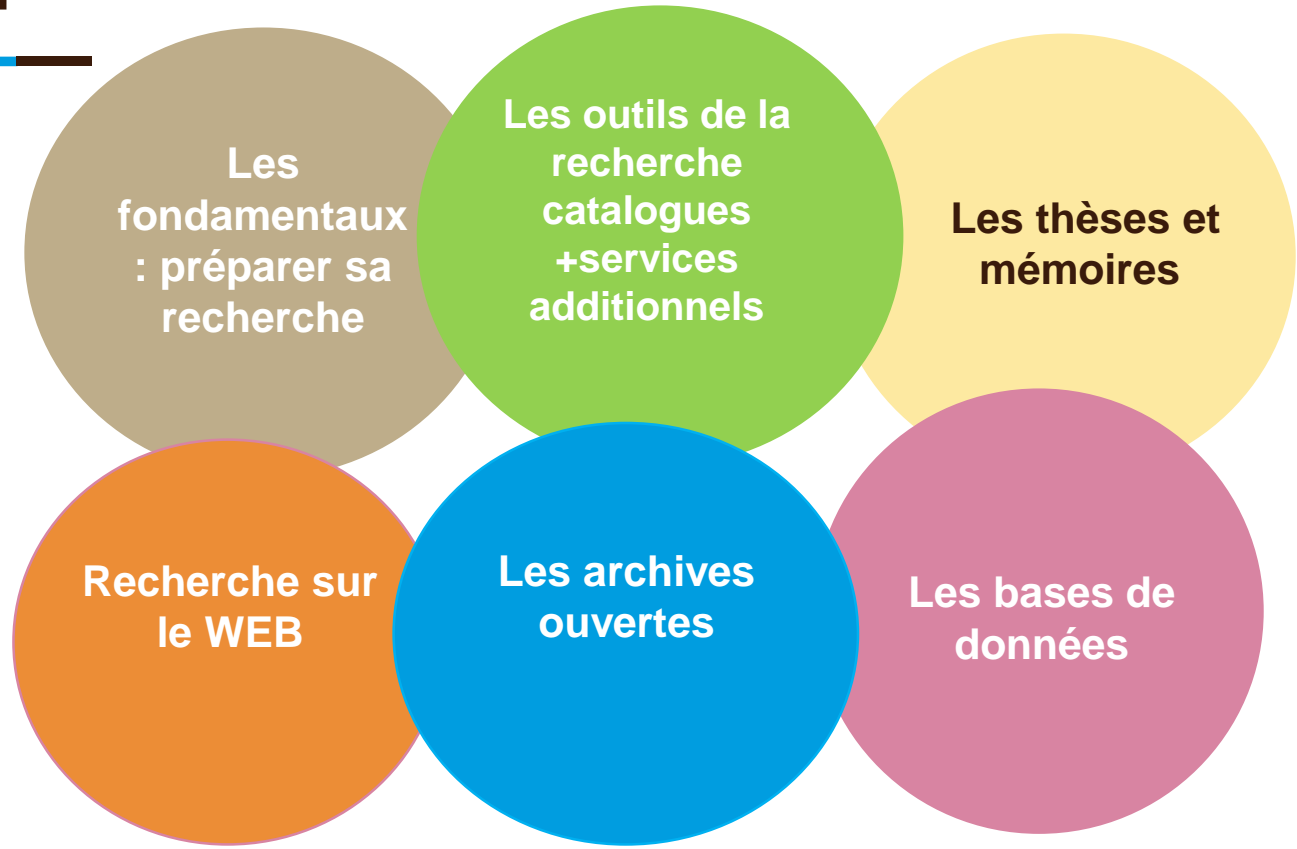 Les
fondamentaux
: préparer sa
recherche
Les outils de la
recherche
catalogues
+services
additionnels
Les thèses et
mémoires
Recherche sur
le WEB
Les archives
ouvertes
Les bases de
données